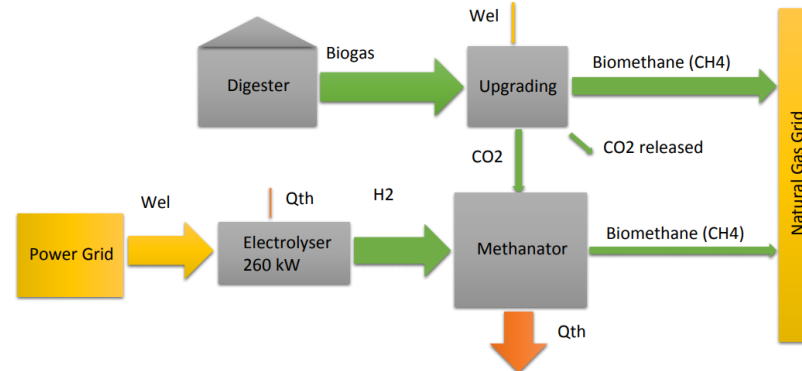 Wel
Biogas
Biomethane (CH4)
Digester
Upgrading
CO2
CO2 released
Natural Gas Grid
Wel
Qth
H2
Power Grid
Electrolyser
260 kW
Methanator
Biomethane (CH4)
Qth